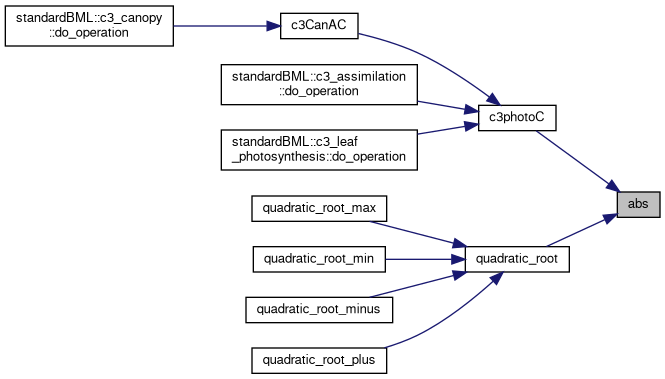 standardBML::c3_canopy
::do_operation
c3CanAC
standardBML::c3_assimilation
::do_operation
c3photoC
standardBML::c3_leaf
_photosynthesis::do_operation
abs
quadratic_root_max
quadratic_root_min
quadratic_root
quadratic_root_minus
quadratic_root_plus